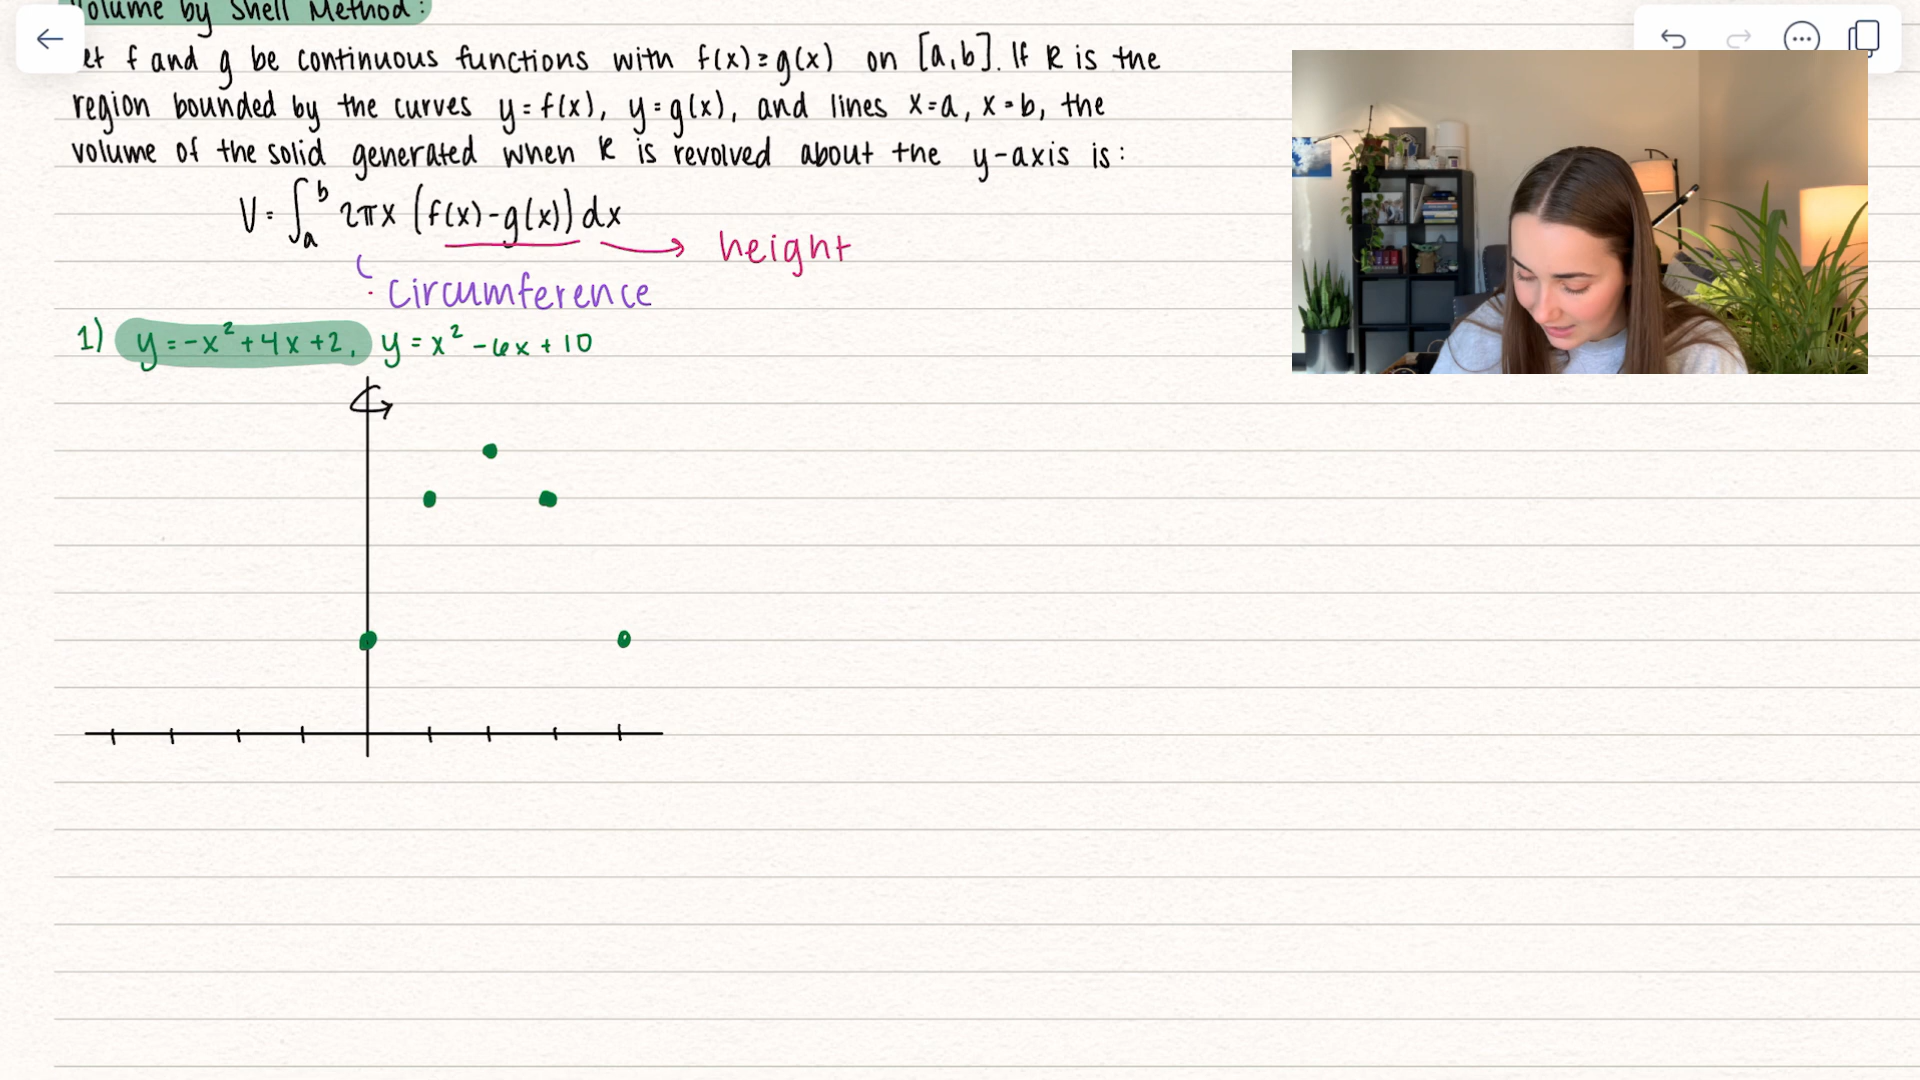 Volume by Shell Method:
et f and g be continuous functions with f(x) ≥ g(x) on [a,b]. If R is the
region bounded by the curves y = f(x), y = g(x), and lines x = a, x = b, the
volume of the solid generated when R is revolved about the y-axis is:
V = ∫_a^b 2πx (f(x) - g(x)) dx
height
circumference
1) y = -x² + 4x + 2, y = x² - 6x + 10